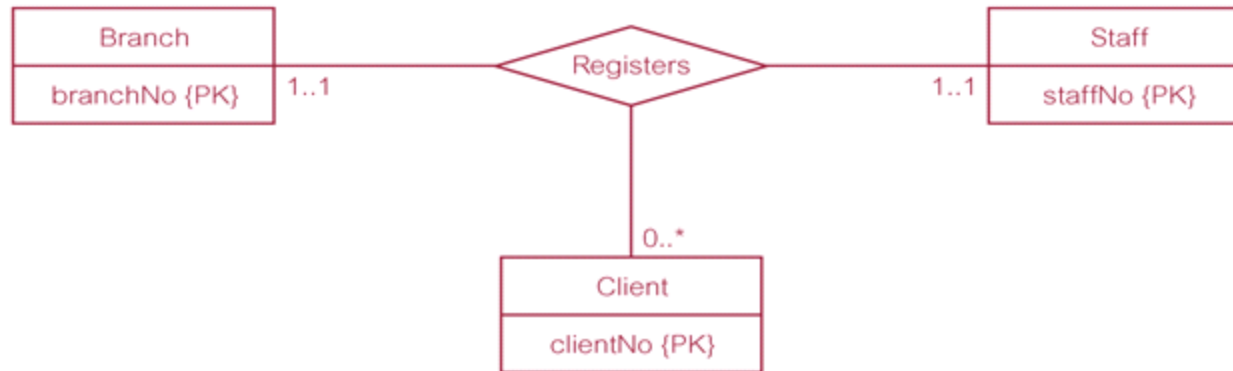 Branch
branchNo {PK}
1..1
Registers
1..1
Staff
staffNo {PK}
0..*
Client
clientNo {PK}